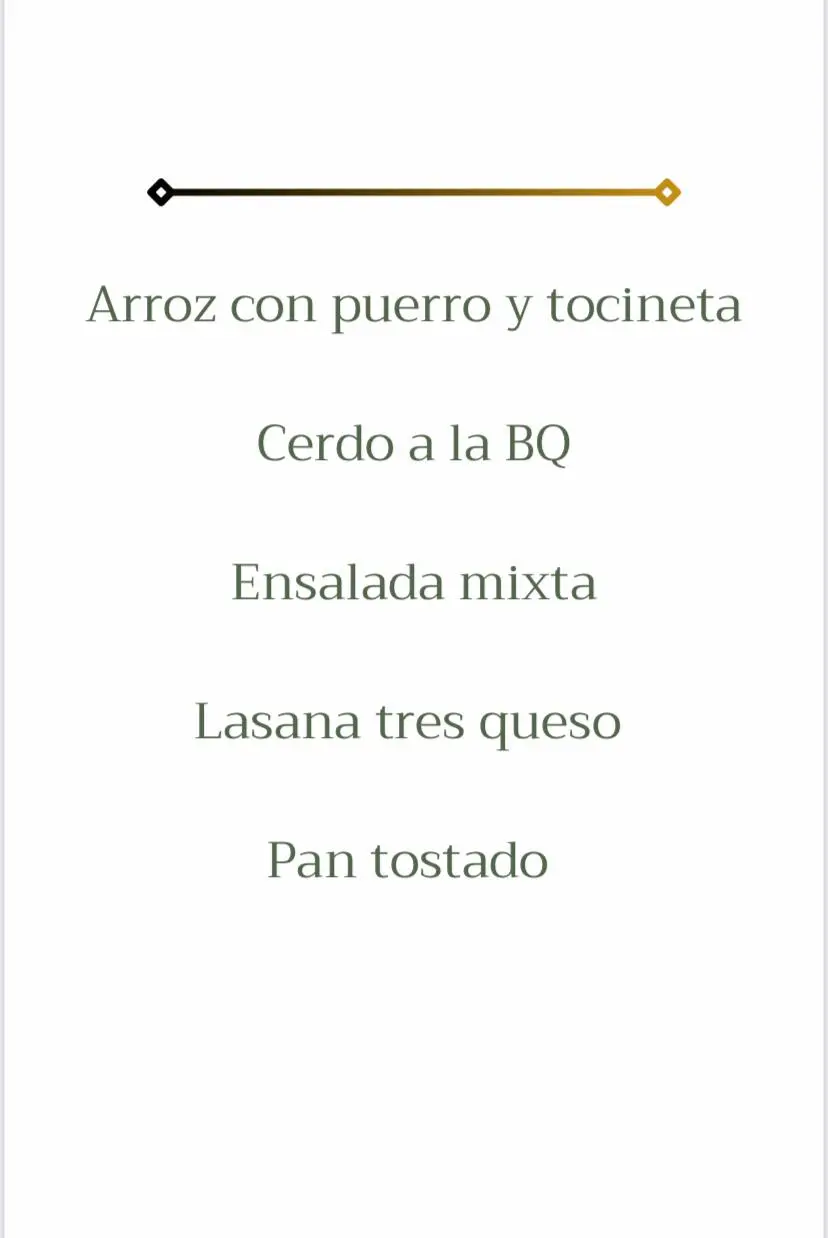 Arroz con puerro y tocineta
Cerdo a la BQ
Ensalada mixta
Lasana tres queso
Pan tostado